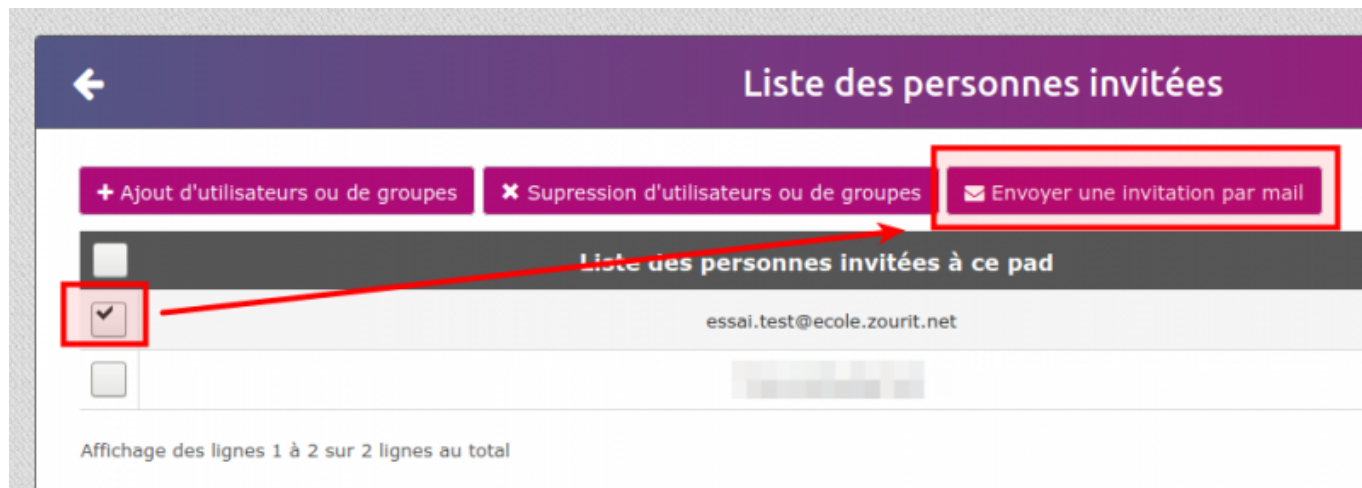 Liste des personnes invitées
Ajout d'utilisateurs ou de groupes
Supression d'utilisateurs ou de groupes
Envoyer une invitation par mail
Liste des personnes invitées à ce pad
essai.test@ecole.zourit.net
Affichage des lignes 1 à 2 sur 2 lignes au total